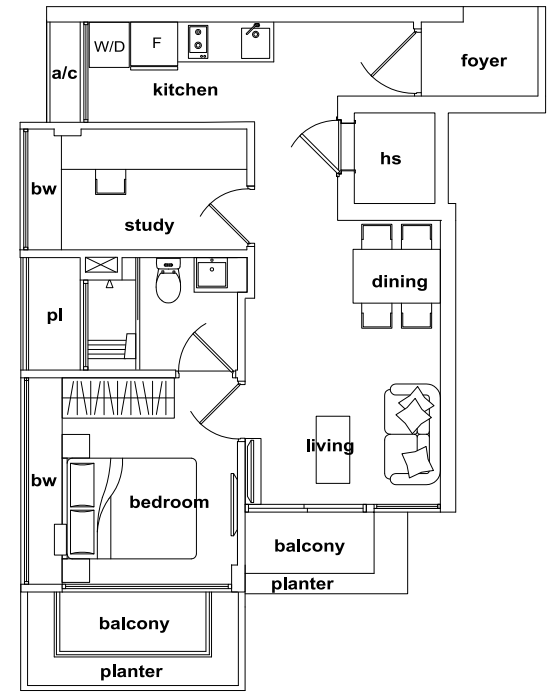 W/D
F
foyer
a/c
kitchen
hs
bw
study
dining
pl
living
bw
bedroom
balcony
planter
balcony
planter